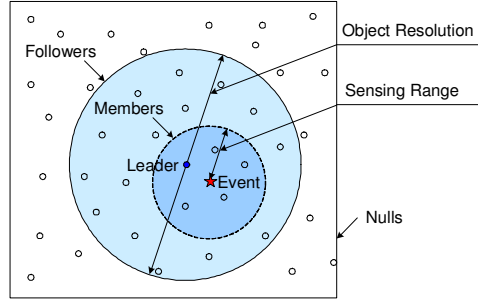 Object Resolution
Followers
Sensing Range
Members
Leader
Event
Nulls